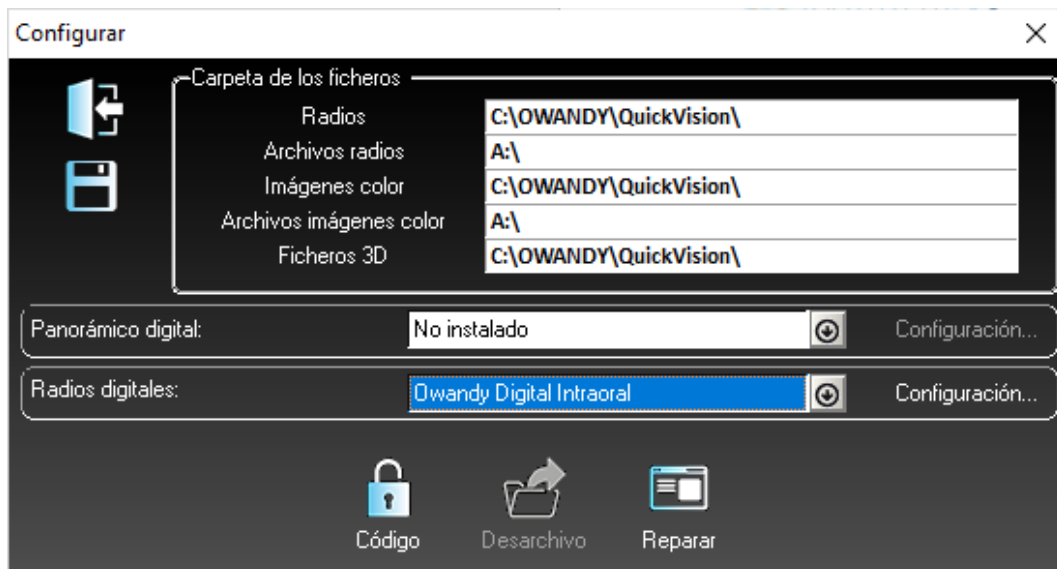 Configurar
Carpeta de los ficheros
Radios C:\OWANDY\QuickVision\
Archivos radios A:\
Imágenes color C:\OWANDY\QuickVision\
Archivos imágenes color A:\
Ficheros 3D C:\OWANDY\QuickVision\
Panorámico digital: No instalado Configuración...
Radios digitales: Owandy Digital Intraoral Configuración...
Código Desarchivo Reparar